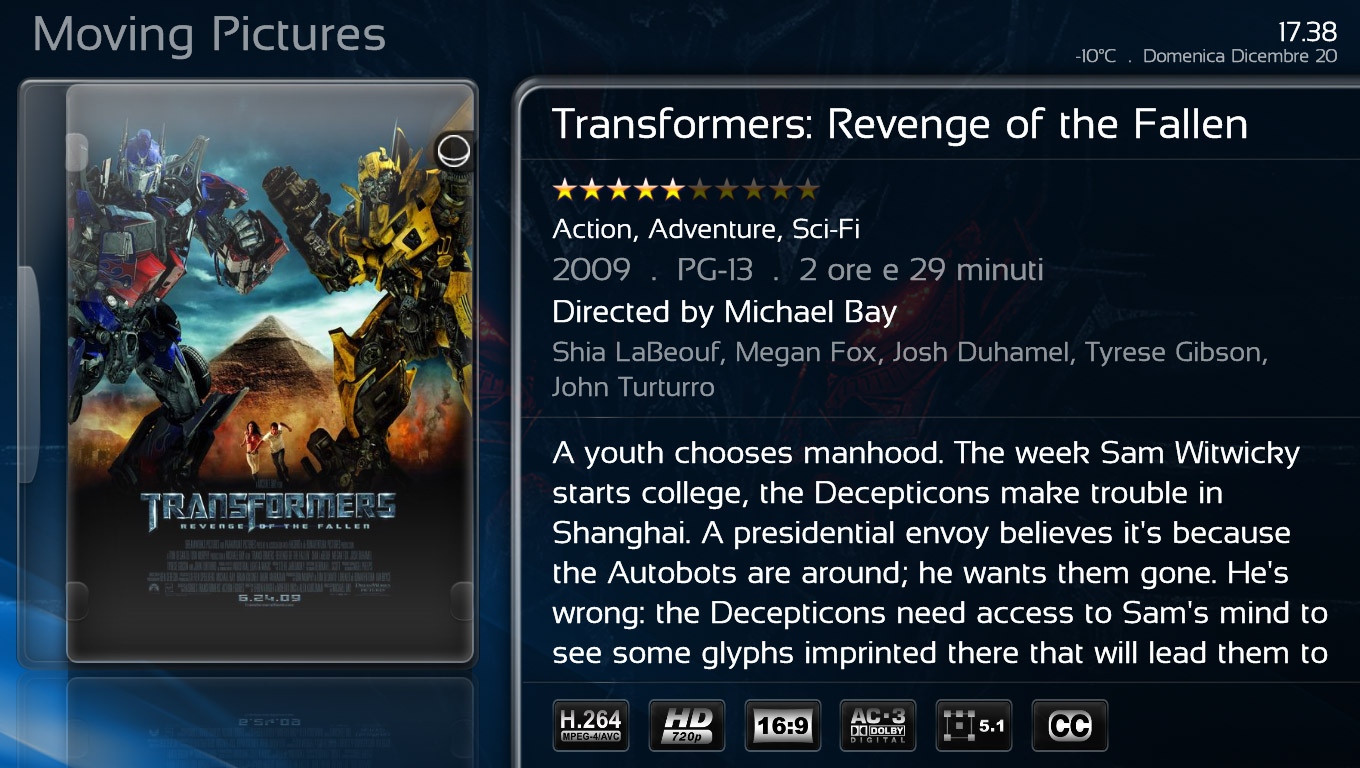 Moving Pictures
17.38
-10°C . Domenica Dicembre 20
Transformers: Revenge of the Fallen
Action, Adventure, Sci-Fi
2009 . PG-13 . 2 ore e 29 minuti
Directed by Michael Bay
Shia LaBeouf, Megan Fox, Josh Duhamel, Tyrese Gibson,
John Turturro
A youth chooses manhood. The week Sam Witwicky
starts college, the Decepticons make trouble in
Shanghai. A presidential envoy believes it's because
the Autobots are around; he wants them gone. He's
wrong: the Decepticons need access to Sam's mind to
see some glyphs imprinted there that will lead them to
TRANSFORMERS
REVENGE OF THE FALLEN
6.24.09
H.264
MPEG-4/AVC
HD
720p
16:9
AC-3
DOLBY
DIGITAL
5.1
CC